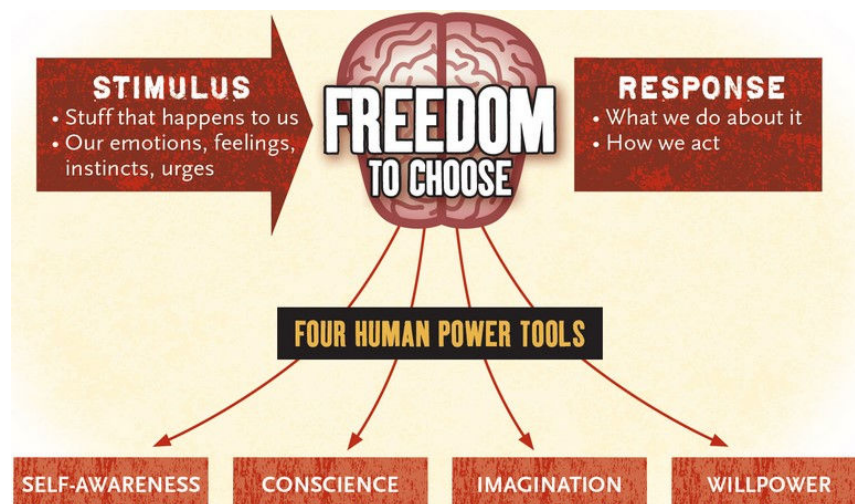 STIMULUS
• Stuff that happens to us
• Our emotions, feelings,
instincts, urges
FREEDOM
TO CHOOSE
RESPONSE
• What we do about it
• How we act
FOUR HUMAN POWER TOOLS
SELF-AWARENESS
CONSCIENCE
IMAGINATION
WILLPOWER